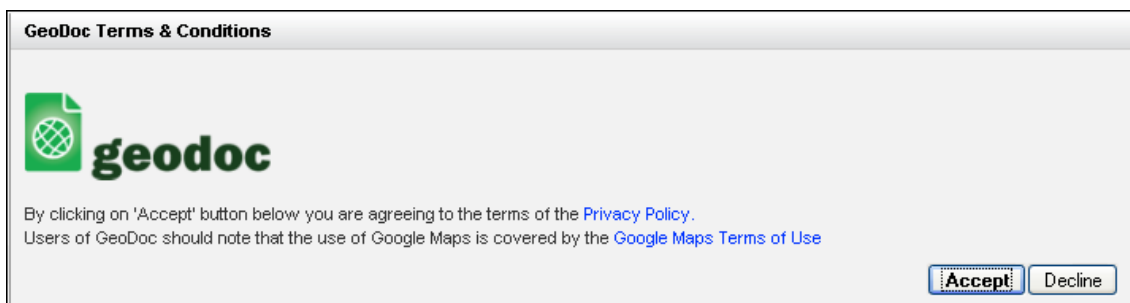 GeoDoc Terms & Conditions
geodoc
By clicking on 'Accept' button below you are agreeing to the terms of the Privacy Policy.
Users of GeoDoc should note that the use of Google Maps is covered by the Google Maps Terms of Use
Accept Decline